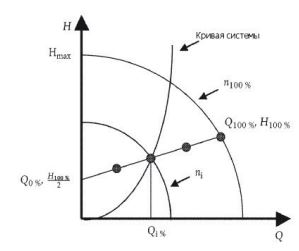 H
Кривая системы
Hmax
n100 %
Q100 %, H100 %
Q0 %, H100 % / 2
ni
Qi %
Q